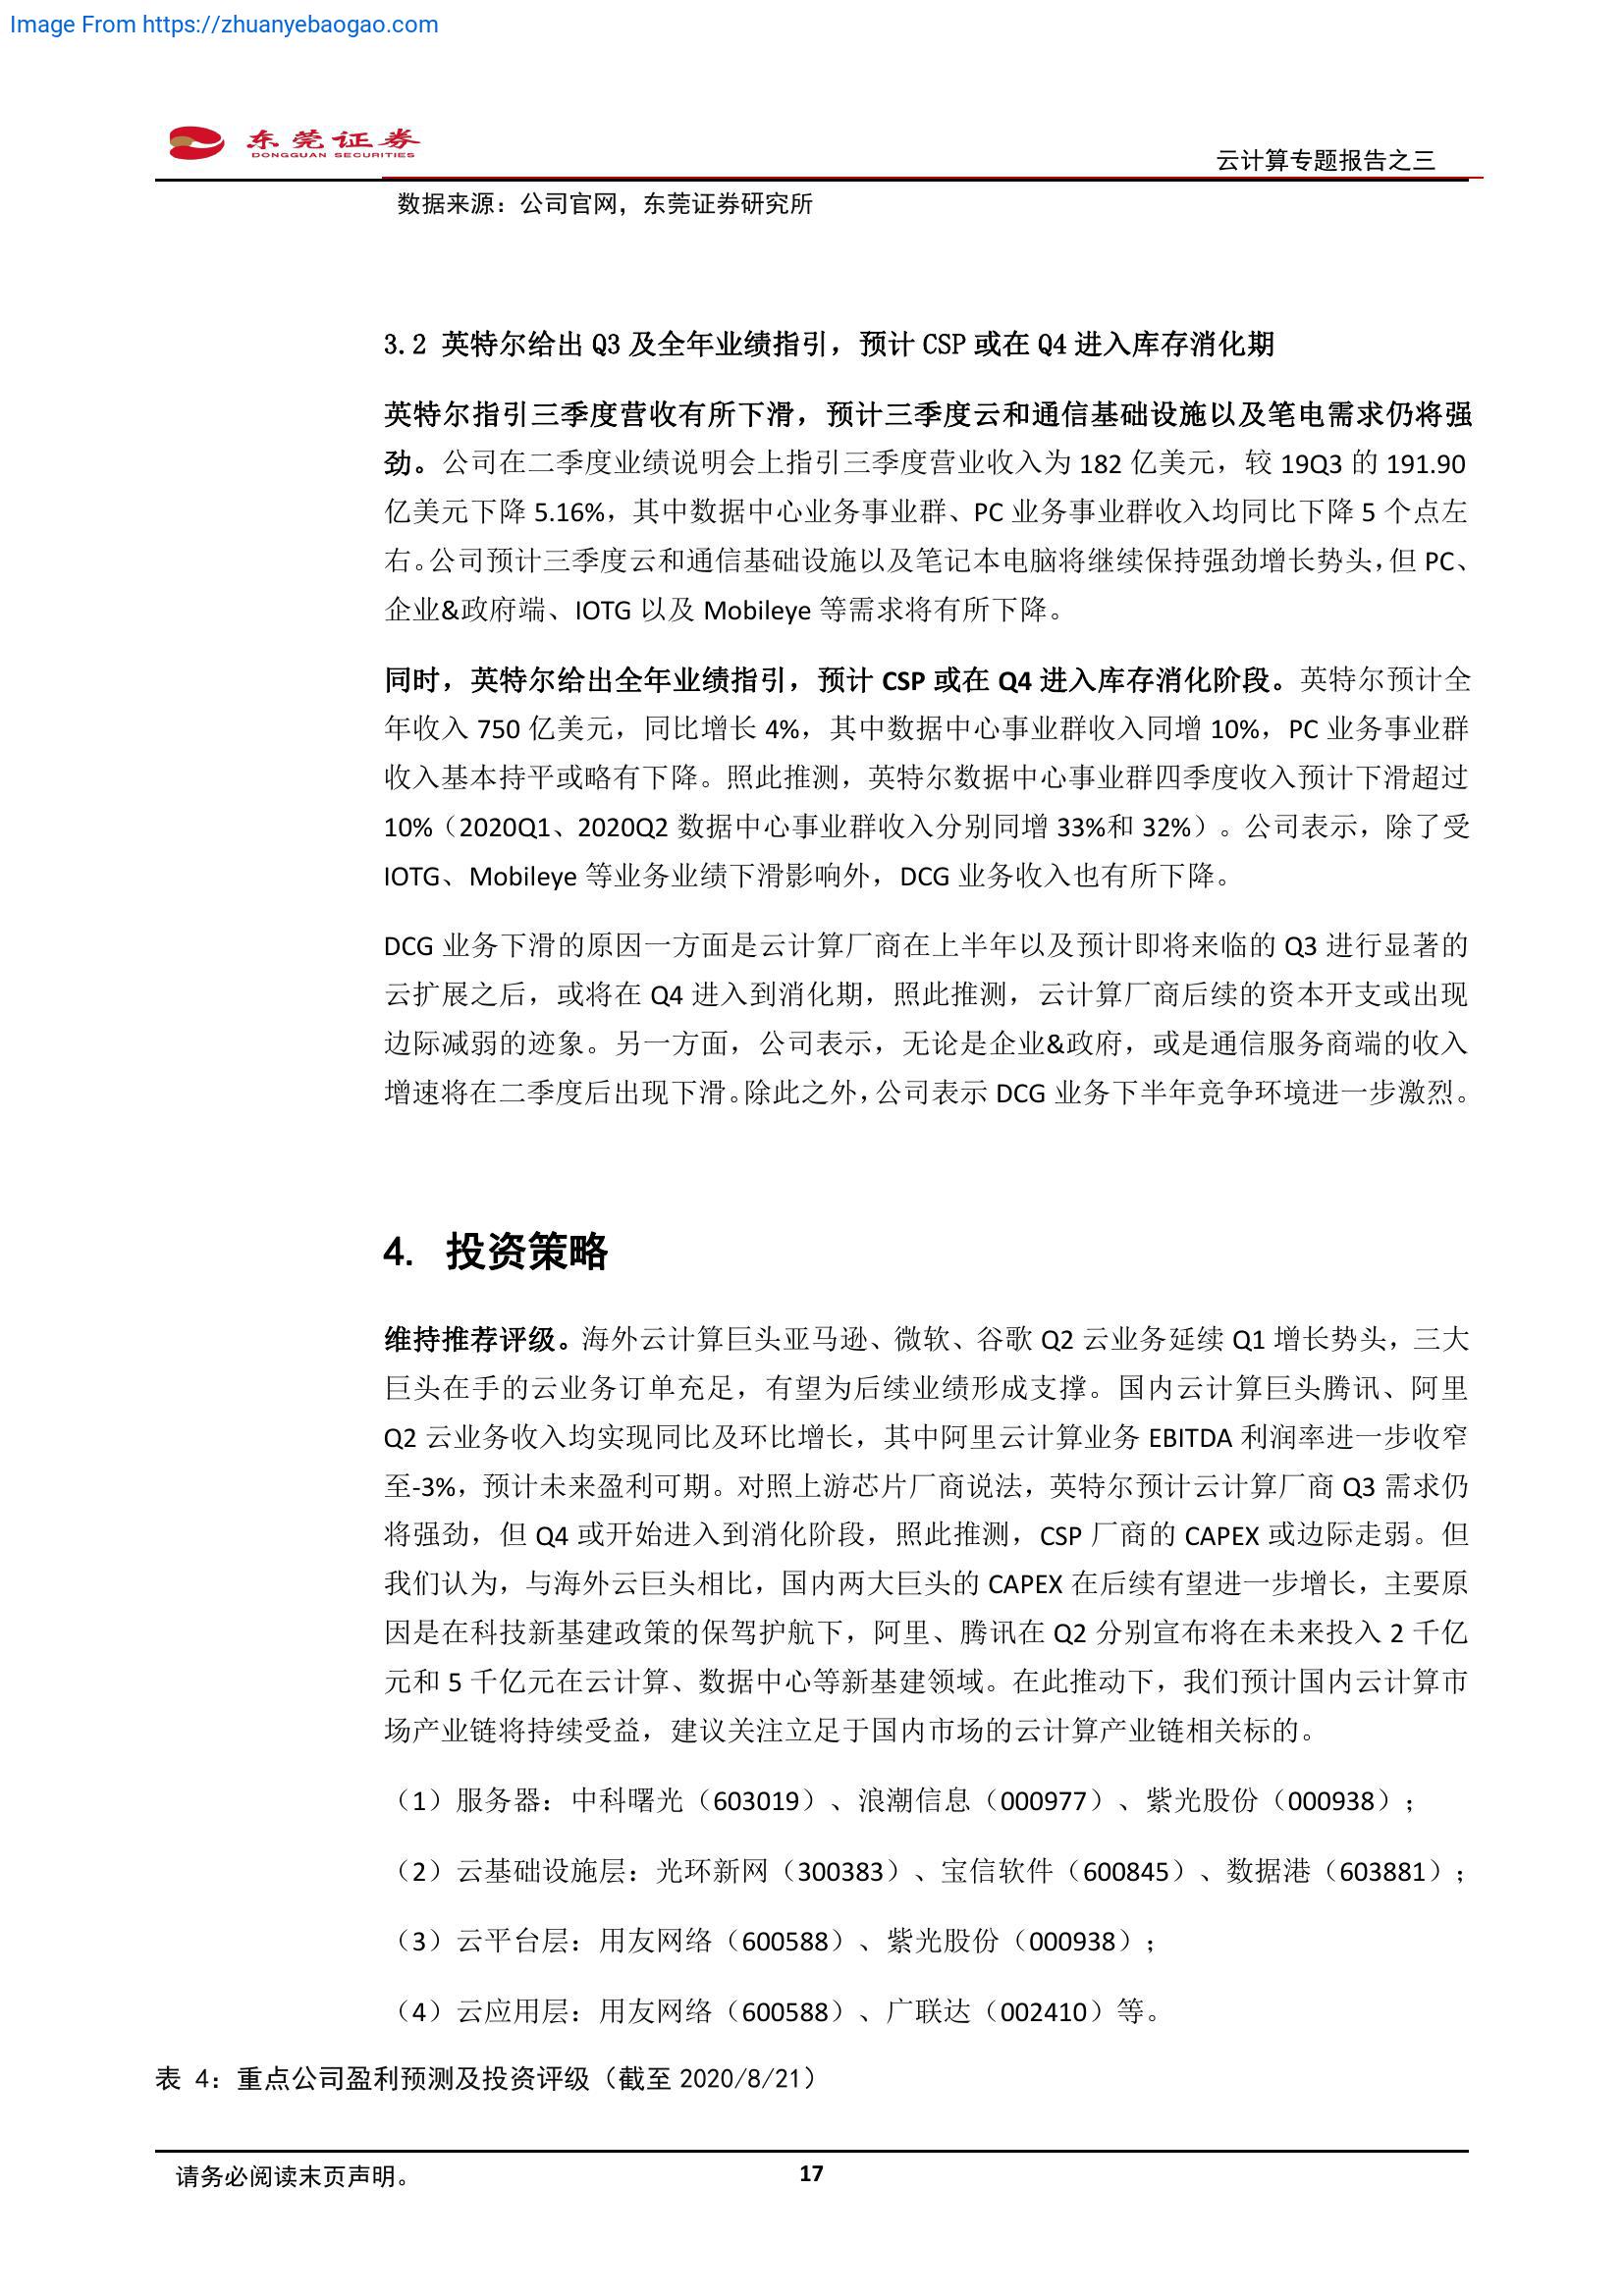 Image From https://zhuanyebaogao.com
东莞证券
DONGGUAN SECURITIES
云计算专题报告之三
数据来源：公司官网，东莞证券研究所
3.2 英特尔给出 Q3 及全年业绩指引，预计 CSP 或在 Q4 进入库存消化期
英特尔指引三季度营收有所下滑，预计三季度云和通信基础设施以及笔电需求仍将强
劲。公司在二季度业绩说明会上指引三季度营业收入为 182 亿美元，较 19Q3 的 191.90
亿美元下降 5.16%，其中数据中心业务事业群、PC 业务事业群收入均同比下降 5 个点左
右。公司预计三季度云和通信基础设施以及笔记本电脑将继续保持强劲增长势头，但 PC、
企业&政府端、IOTG 以及 Mobileye 等需求将有所下降。
同时，英特尔给出全年业绩指引，预计 CSP 或在 Q4 进入库存消化阶段。英特尔预计全
年收入 750 亿美元，同比增长 4%，其中数据中心事业群收入同增 10%，PC 业务事业群
收入基本持平或略有下降。照此推测，英特尔数据中心事业群四季度收入预计下滑超过
10%（2020Q1、2020Q2 数据中心事业群收入分别同增 33%和 32%）。公司表示，除了受
IOTG、Mobileye 等业务业绩下滑影响外，DCG 业务收入也有所下降。
DCG 业务下滑的原因一方面是云计算厂商在上半年以及预计即将来临的 Q3 进行显著的
云扩展之后，或将在 Q4 进入到消化期，照此推测，云计算厂商后续的资本开支或出现
边际减弱的迹象。另一方面，公司表示，无论是企业&政府，或是通信服务商端的收入
增速将在二季度后出现下滑。除此之外，公司表示 DCG 业务下半年竞争环境进一步激烈。
4. 投资策略
维持推荐评级。海外云计算巨头亚马逊、微软、谷歌 Q2 云业务延续 Q1 增长势头，三大
巨头在手的云业务订单充足，有望为后续业绩形成支撑。国内云计算巨头腾讯、阿里
Q2 云业务收入均实现同比及环比增长，其中阿里云计算业务 EBITDA 利润率进一步收窄
至-3%，预计未来盈利可期。对照上游芯片厂商说法，英特尔预计云计算厂商 Q3 需求仍
将强劲，但 Q4 或开始进入到消化阶段，照此推测，CSP 厂商的 CAPEX 或边际走弱。但
我们认为，与海外云巨头相比，国内两大巨头的 CAPEX 在后续有望进一步增长，主要原
因是在科技新基建政策的保驾护航下，阿里、腾讯在 Q2 分别宣布将在未来投入 2 千亿
元和 5 千亿元在云计算、数据中心等新基建领域。在此推动下，我们预计国内云计算市
场产业链将持续受益，建议关注立足于国内市场的云计算产业链相关标的。
（1）服务器：中科曙光（603019）、浪潮信息（000977）、紫光股份（000938）；
（2）云基础设施层：光环新网（300383）、宝信软件（600845）、数据港（603881）；
（3）云平台层：用友网络（600588）、紫光股份（000938）；
（4）云应用层：用友网络（600588）、广联达（002410）等。
表 4：重点公司盈利预测及投资评级（截至 2020/8/21）
请务必阅读末页声明。
17